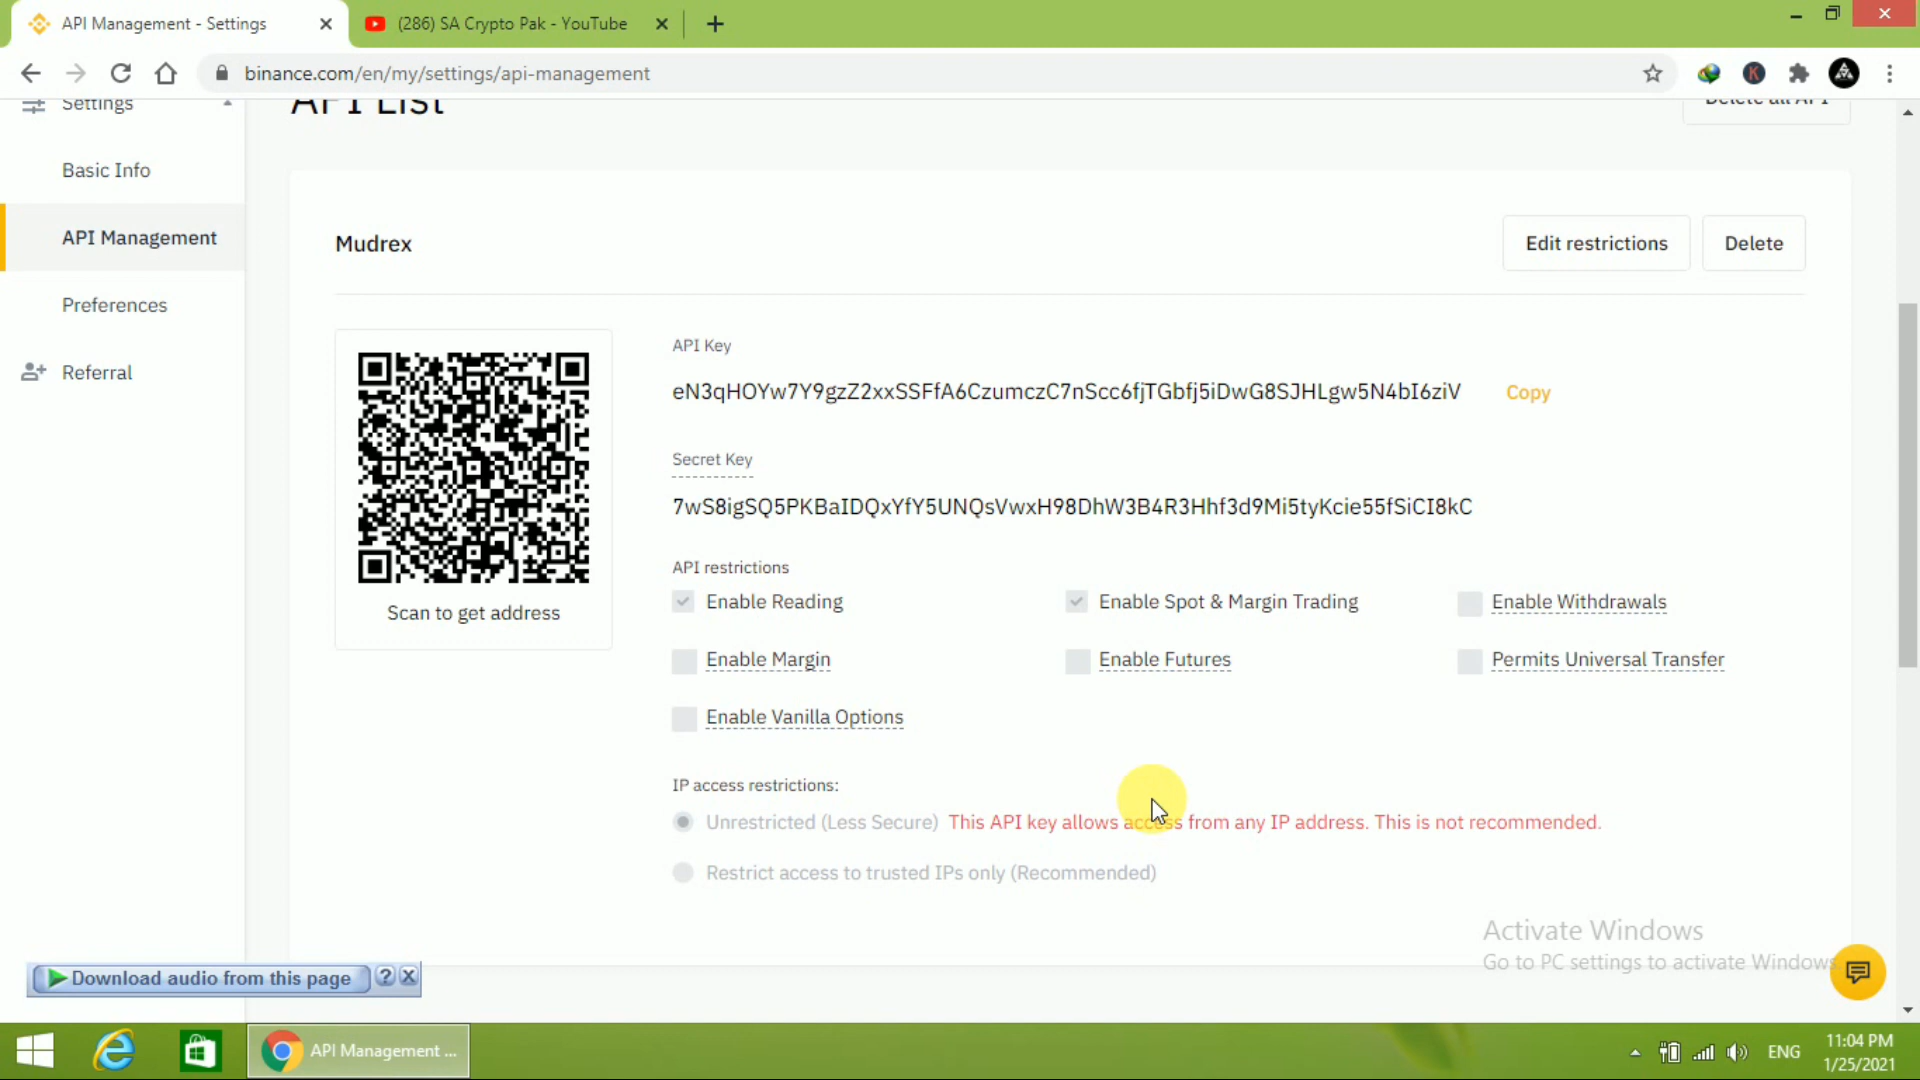 API Management - Settings
(286) SA Crypto Pak - YouTube
binance.com/en/my/settings/api-management
Settings
API List
Delete all API
Basic Info
API Management
Preferences
Referral
Mudrex
Edit restrictions
Delete
API Key
eN3qHOYw7Y9gzZ2xxSSFfA6CzumczC7nScc6fjTGbfj5iDwG8SJHLgw5N4bI6ziV
Copy
Secret Key
7wS8igSQ5PKBaIDQxYfY5UNQsVwxH98DhW3B4R3Hhf3d9Mi5tyKcie55fSiCI8kC
Scan to get address
API restrictions
Enable Reading
Enable Spot & Margin Trading
Enable Withdrawals
Enable Margin
Enable Futures
Permits Universal Transfer
Enable Vanilla Options
IP access restrictions:
Unrestricted (Less Secure) This API key allows access from any IP address. This is not recommended.
Restrict access to trusted IPs only (Recommended)
Activate Windows
Go to PC settings to activate Windows.
Download audio from this page
API Management ...
ENG
11:04 PM
1/25/2021